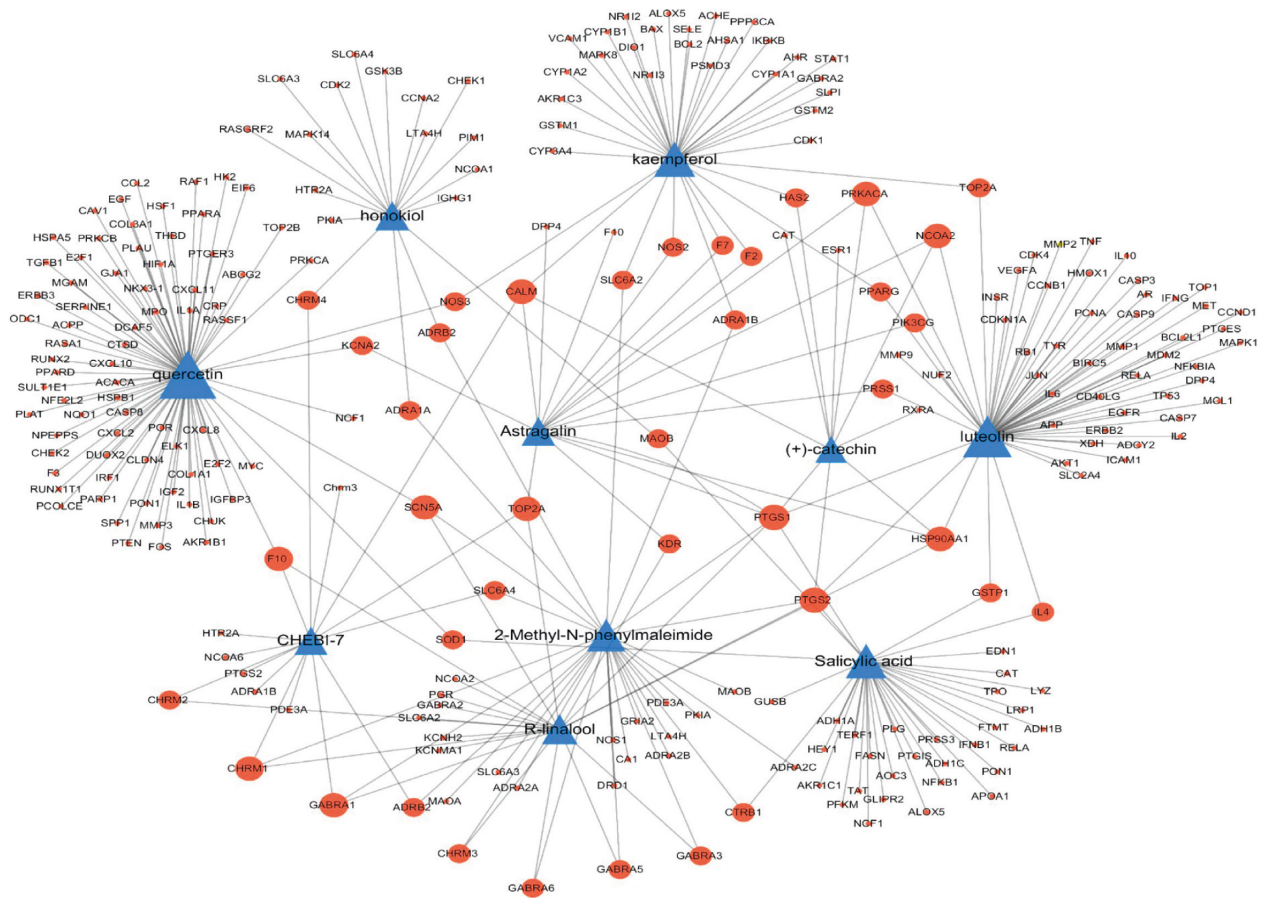 NR1I2
ALOX5
ACHE
PPP3CA
CYP1B1
BAX
SELE
VCAM1
DIO1
BCL2
AHSA1
IKBKB
MAPK8
PSMD3
AHR
STAT1
CYP1A2
NR1I3
CYP1A1
GABRA2
AKR1C3
SLPI
GSTM1
GSTM2
CYP3A4
CDK1
kaempferol
SLC6A4
GSK3B
SLC6A3
CDK2
CHEK1
CCNA2
RASGRF2
MAPK14
LTA4H
PIM1
NCOA1
HTR2A
IGHG1
PKIA
honokiol
CCL2
RAF1
HK2
EGF
HSF1
EIF6
CAV1
COL3A1
PPARA
TOP2B
HSPA5
PRKCB
THBD
PLAU
PTGER3
PRKCA
TGFB1
E2F1
HIF1A
ABCG2
MGAM
GJA1
CXCL11
NKX3-1
ERBB3
SERPINE1
MPO
IL1A
CRP
ODC1
ACPP
DCAF5
RASSF1
RASA1
CTSD
RUNX2
CXCL10
PPARD
quercetin
SULT1E1
ACACA
NFE2L2
HSPB1
PLAT
NQO1
CASP8
NPEPPS
CXCL2
POR
CXCL8
CHEK2
DUOX2
ELK1
F3
CLDN4
E2F2
MYC
RUNX1T1
IRF1
COL1A1
PCOLCE
PARP1
IGF2
IGFBP3
PON1
IL1B
SPP1
MMP3
CHUK
PTEN
FOS
AKR1B1
CHRM4
NOS3
KCNA2
ADRB2
ADRA1A
NCF1
DPP4
F10
NOS2
F7
F2
SLC6A2
CALM
ADRA1B
HAS2
PRKACA
TOP2A
CAT
ESR1
NCOA2
PPARG
PIK3CG
MMP9
NUF2
PRSS1
RXRA
MAOB
Astragalin
(+)-catechin
luteolin
MMP2
TNF
CDK4
IL10
VEGFA
HMOX1
CCNB1
CASP3
INSR
AR
IFNG
TOP1
CDKN1A
PCNA
CASP9
MET
CCND1
TYR
MMP1
BCL2L1
PTGES
RB1
MDM2
MAPK1
BIRC5
NFKBIA
JUN
RELA
DPP4
IL6
CD40LG
TP53
MCL1
APP
EGFR
CASP7
ERBB2
XDH
ADCY2
IL2
AKT1
ICAM1
SLC2A4
Chrm3
SCN5A
TOP2A
PTGS1
KDR
HSP90AA1
F10
SLC6A4
PTGS2
GSTP1
IL4
SOD1
CHEBI-7
2-Methyl-N-phenylmaleimide
Salicylic acid
R-linalool
HTR2A
NCOA6
PTGS2
ADRA1B
CHRM2
PDE3A
CHRM1
GABRA1
ADRB2
NCOA2
PGR
GABRA2
SLC6A2
KCNH2
KCNMA1
SLC6A3
MAOA
ADRA2A
CHRM3
GABRA6
GABRA5
GABRA3
CTRB1
NOS1
GRIA2
PDE3A
PKIA
LTA4H
CA1
ADRA2B
DRD1
MAOB
GUSB
ADRA2C
EDN1
CAT
TPO
LYZ
LRP1
ADH1A
PLG
FTMT
ADH1B
TERF1
PRSS3
IFNB1
RELA
HEY1
FASN
PTGIS
ADH1C
NFKB1
PON1
AKR1C1
AOC3
TAT
GLIPR2
APOA1
PFKM
ALOX5
NCF1